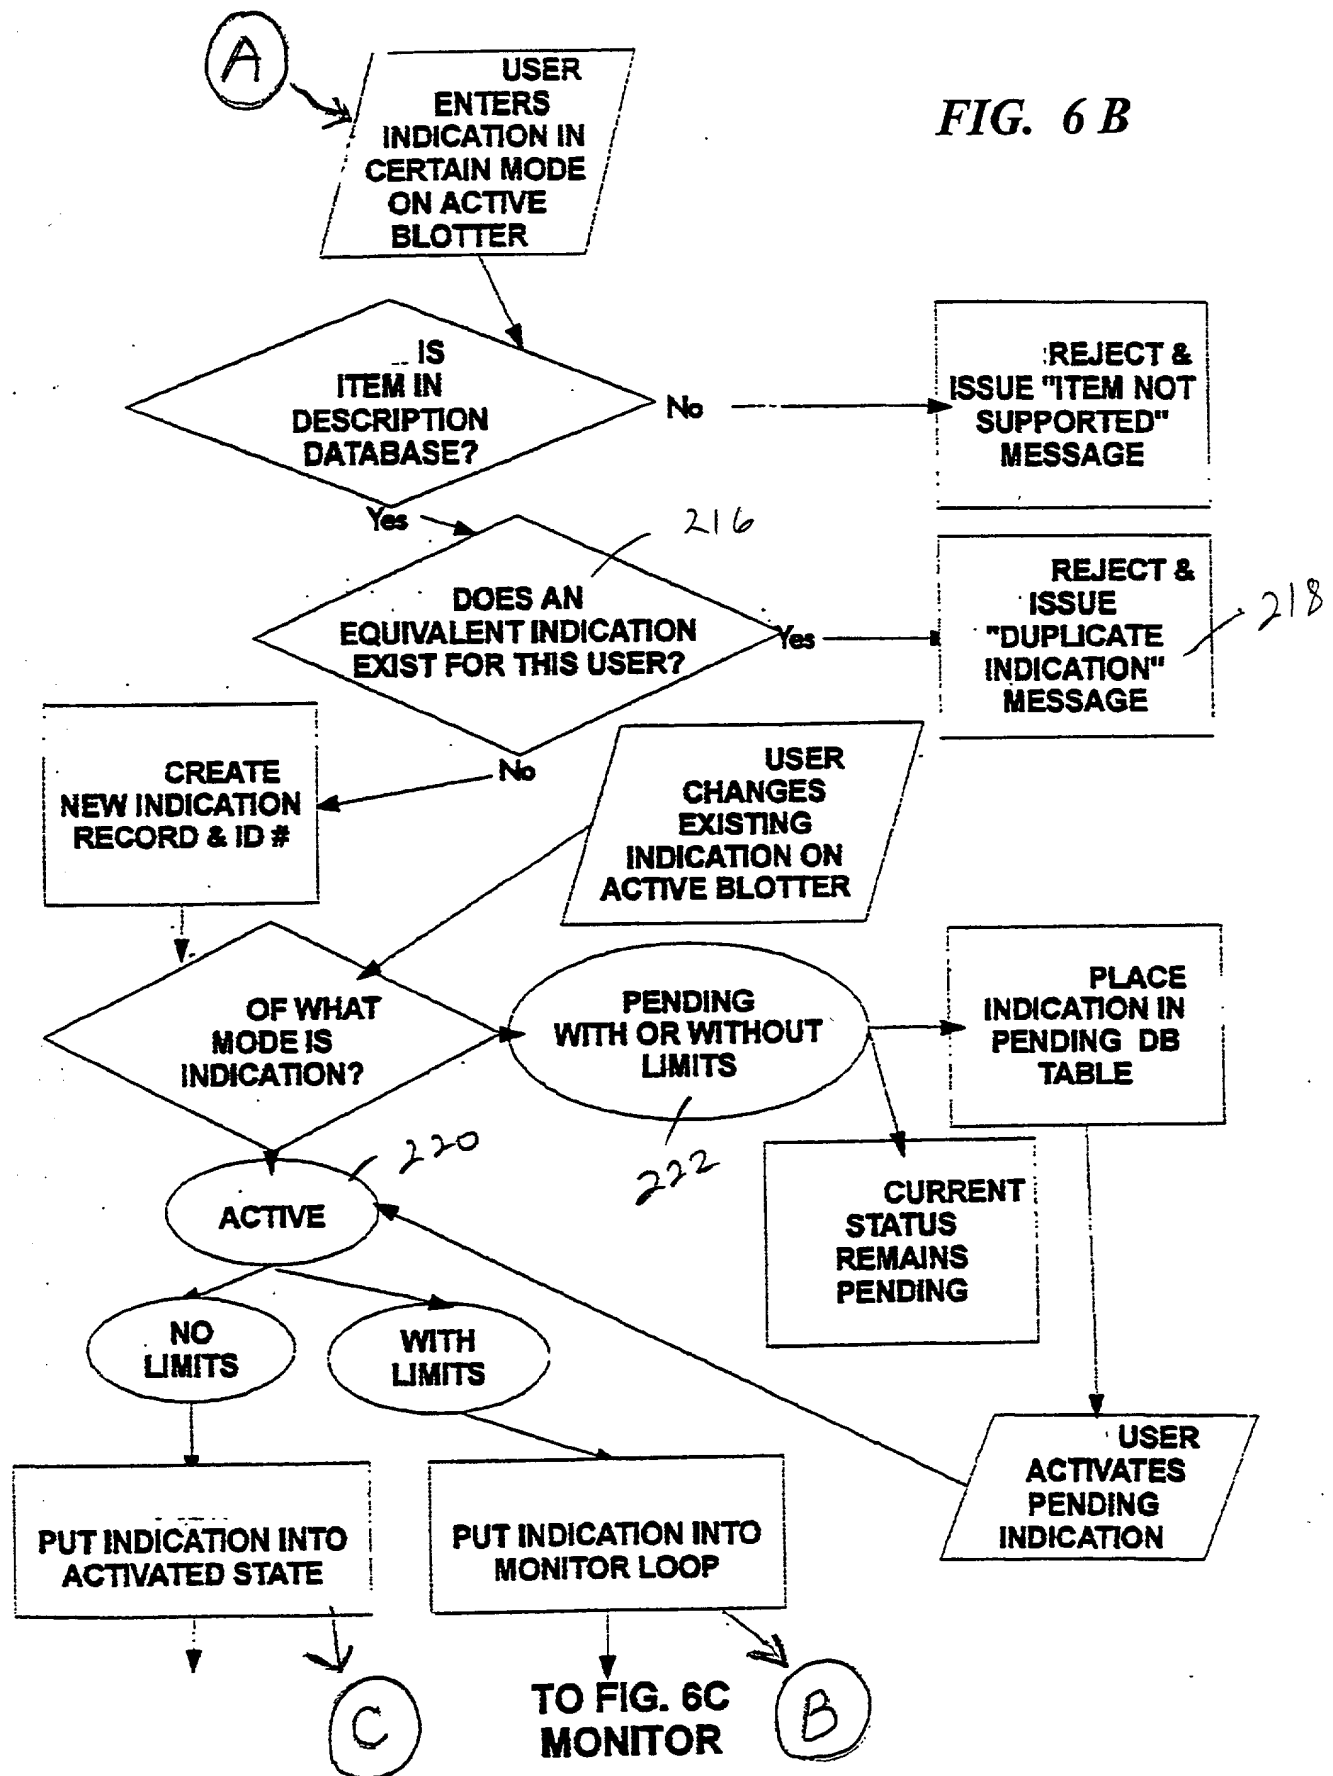 A
USER
ENTERS
INDICATION IN
CERTAIN MODE
ON ACTIVE
BLOTTER
FIG. 6 B
IS
ITEM IN
DESCRIPTION
DATABASE?
No
REJECT &
ISSUE "ITEM NOT
SUPPORTED"
MESSAGE
Yes
216
DOES AN
EQUIVALENT INDICATION
EXIST FOR THIS USER?
Yes
REJECT &
ISSUE
"DUPLICATE
INDICATION"
MESSAGE
218
No
CREATE
NEW INDICATION
RECORD & ID #
USER
CHANGES
EXISTING
INDICATION ON
ACTIVE BLOTTER
OF WHAT
MODE IS
INDICATION?
PENDING
WITH OR WITHOUT
LIMITS
222
PLACE
INDICATION IN
PENDING DB
TABLE
220
ACTIVE
CURRENT
STATUS
REMAINS
PENDING
NO
LIMITS
WITH
LIMITS
USER
ACTIVATES
PENDING
INDICATION
PUT INDICATION INTO
ACTIVATED STATE
PUT INDICATION INTO
MONITOR LOOP
C
TO FIG. 6C
MONITOR
B